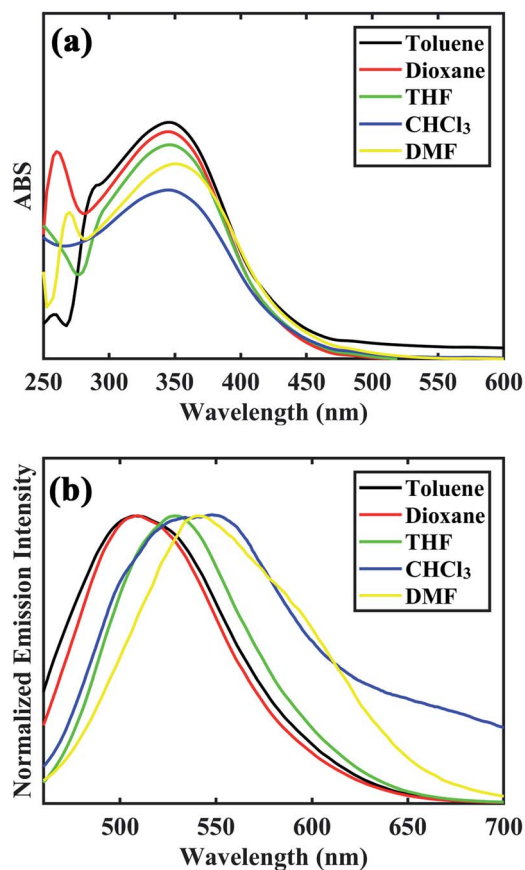 (a)
Toluene
Dioxane
THF
CHCl₃
DMF
ABS
250 300 350 400 450 500 550 600
Wavelength (nm)
(b)
Toluene
Dioxane
THF
CHCl₃
DMF
Normalized Emission Intensity
500 550 600 650 700
Wavelength (nm)